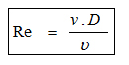 Re = v . D / υ